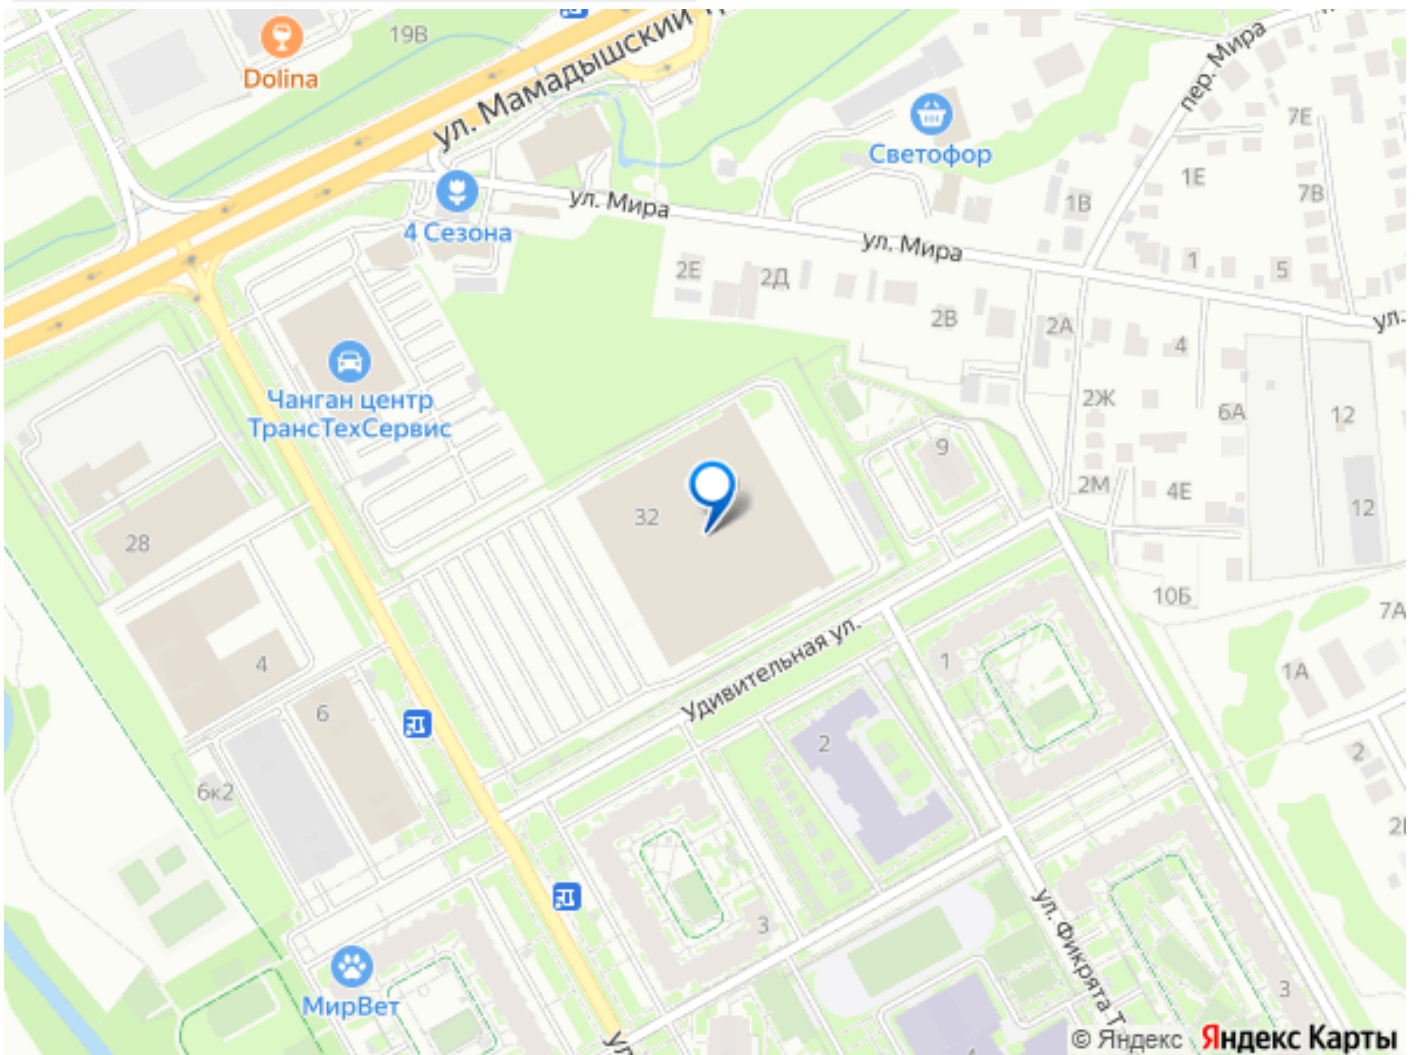 19В
Dolina
ул. Мамадышский
пер. Мира
7Е
Светофор
1Е
7В
1В
ул. Мира
4 Сезона
ул. Мира
2Е
2Д
1
5
2В
2А
ул.
4
Чанган центр
ТрансТехСервис
2Ж
6А
12
9
2М
4Е
12
32
28
10Б
7А
Удивительная ул.
4
1
1А
6
2
2
6к2
ул. Фикрята Т
3
МирВет
3
© Яндекс Яндекс Карты